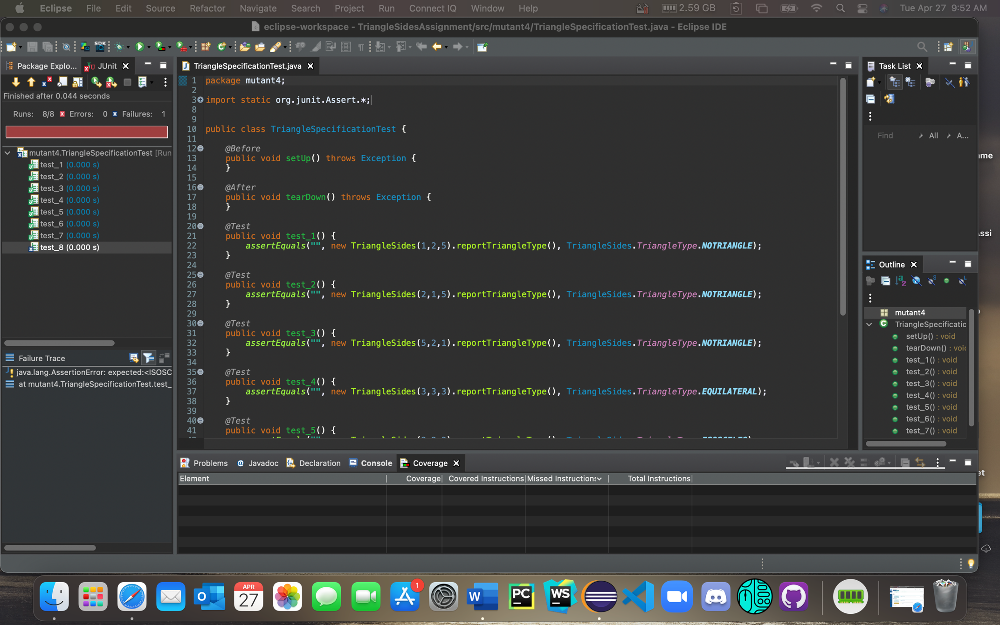 Eclipse File Edit Source Refactor Navigate Search Project Run Connect IQ Window Help 2.59 GB Tue Apr 27 9:52 AM
eclipse-workspace - TriangleSidesAssignment/src/mutant4/TriangleSpecificationTest.java - Eclipse IDE
SDK
Package Explo... JUnit
Finished after 0.044 seconds
Runs: 8/8 Errors: 0 Failures: 1
mutant4.TriangleSpecificationTest [Run
test_1 (0.000 s)
test_2 (0.000 s)
test_3 (0.000 s)
test_4 (0.000 s)
test_5 (0.000 s)
test_6 (0.000 s)
test_7 (0.000 s)
test_8 (0.000 s)
Failure Trace
java.lang.AssertionError: expected:<ISOSC
at mutant4.TriangleSpecificationTest.test_
TriangleSpecificationTest.java
1 package mutant4;
2
3 import static org.junit.Assert.*;
8
9
10 public class TriangleSpecificationTest {
11
12 @Before
13 public void setUp() throws Exception {
14 }
15
16 @After
17 public void tearDown() throws Exception {
18 }
19
20 @Test
21 public void test_1() {
22 assertEquals("", new TriangleSides(1,2,5).reportTriangleType(), TriangleSides.TriangleType.NOTRIANGLE);
23 }
24
25 @Test
26 public void test_2() {
27 assertEquals("", new TriangleSides(2,1,5).reportTriangleType(), TriangleSides.TriangleType.NOTRIANGLE);
28 }
29
30 @Test
31 public void test_3() {
32 assertEquals("", new TriangleSides(5,2,1).reportTriangleType(), TriangleSides.TriangleType.NOTRIANGLE);
33 }
34
35 @Test
36 public void test_4() {
37 assertEquals("", new TriangleSides(3,3,3).reportTriangleType(), TriangleSides.TriangleType.EQUILATERAL);
38 }
39
40 @Test
41 public void test_5() {
Task List
Find All A...
Outline
mutant4
TriangleSpecificatio
setUp() : void
tearDown() : voic
test_1() : void
test_2() : void
test_3() : void
test_4() : void
test_5() : void
test_6() : void
test_7() : void
Problems Javadoc Declaration Console Coverage
Element Coverage Covered Instructions Missed Instructions Total Instructions
ame
Assi
et
APR
27
1
W
PC
WS